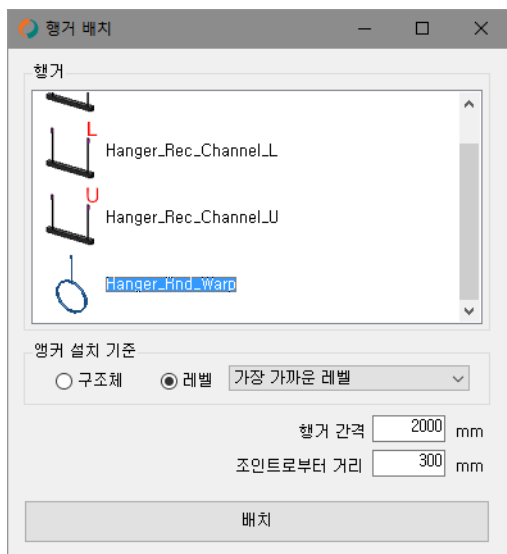 행거 배치
행거
L
Hanger_Rec_Channel_L
U
Hanger_Rec_Channel_U
Hanger_Rnd_Warp
앵커 설치 기준
구조체 레벨 가장 가까운 레벨
행거 간격 2000 mm
조인트로부터 거리 300 mm
배치